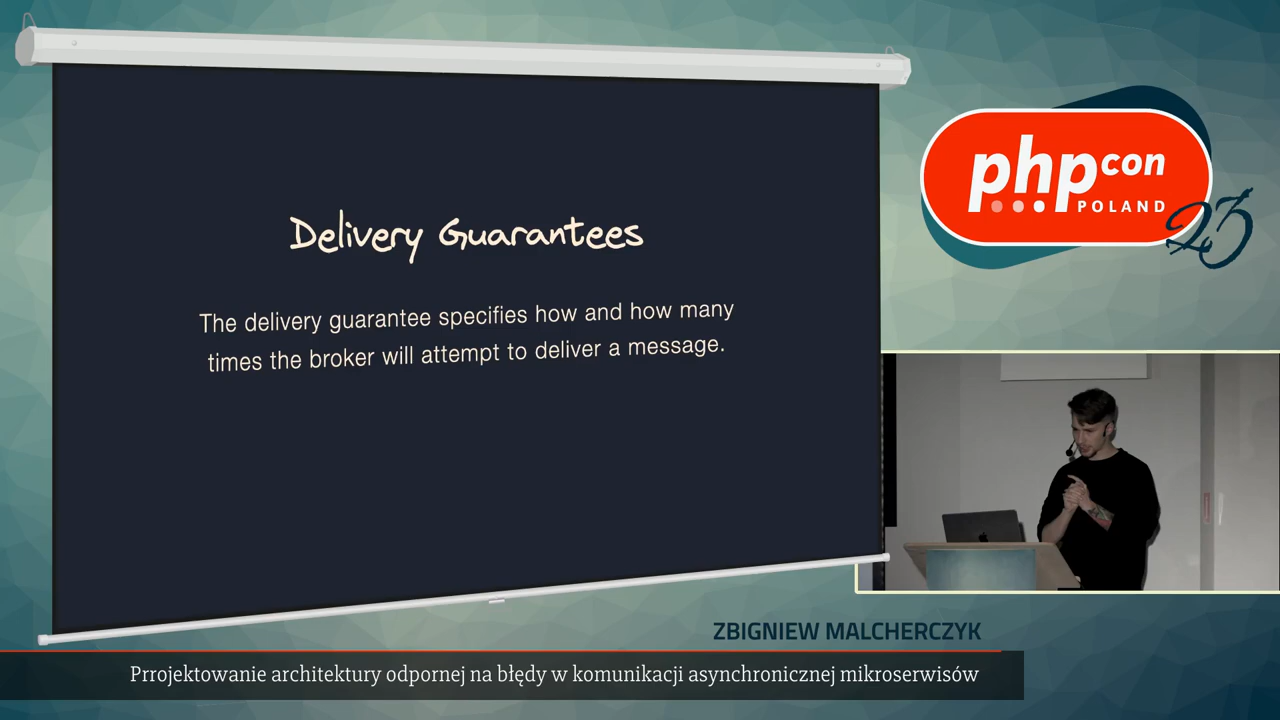 Delivery Guarantees
The delivery guarantee specifies how and how many
times the broker will attempt to deliver a message.
phpcon
POLAND
23
ZBIGNIEW MALCHERCZYK
Prrojektowanie architektury odpornej na błędy w komunikacji asynchronicznej mikroserwisów